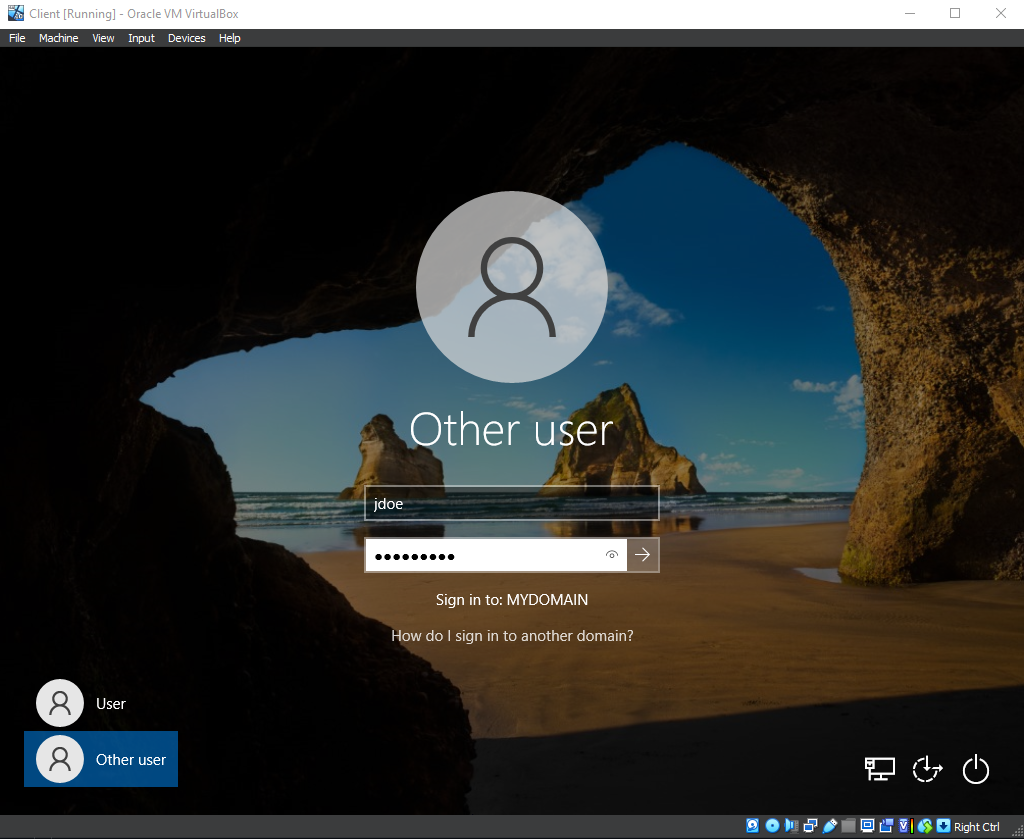 Client [Running] - Oracle VM VirtualBox
File Machine View Input Devices Help
Other user
jdoe
●●●●●●●●●
Sign in to: MYDOMAIN
How do I sign in to another domain?
User
Other user
Right Ctrl